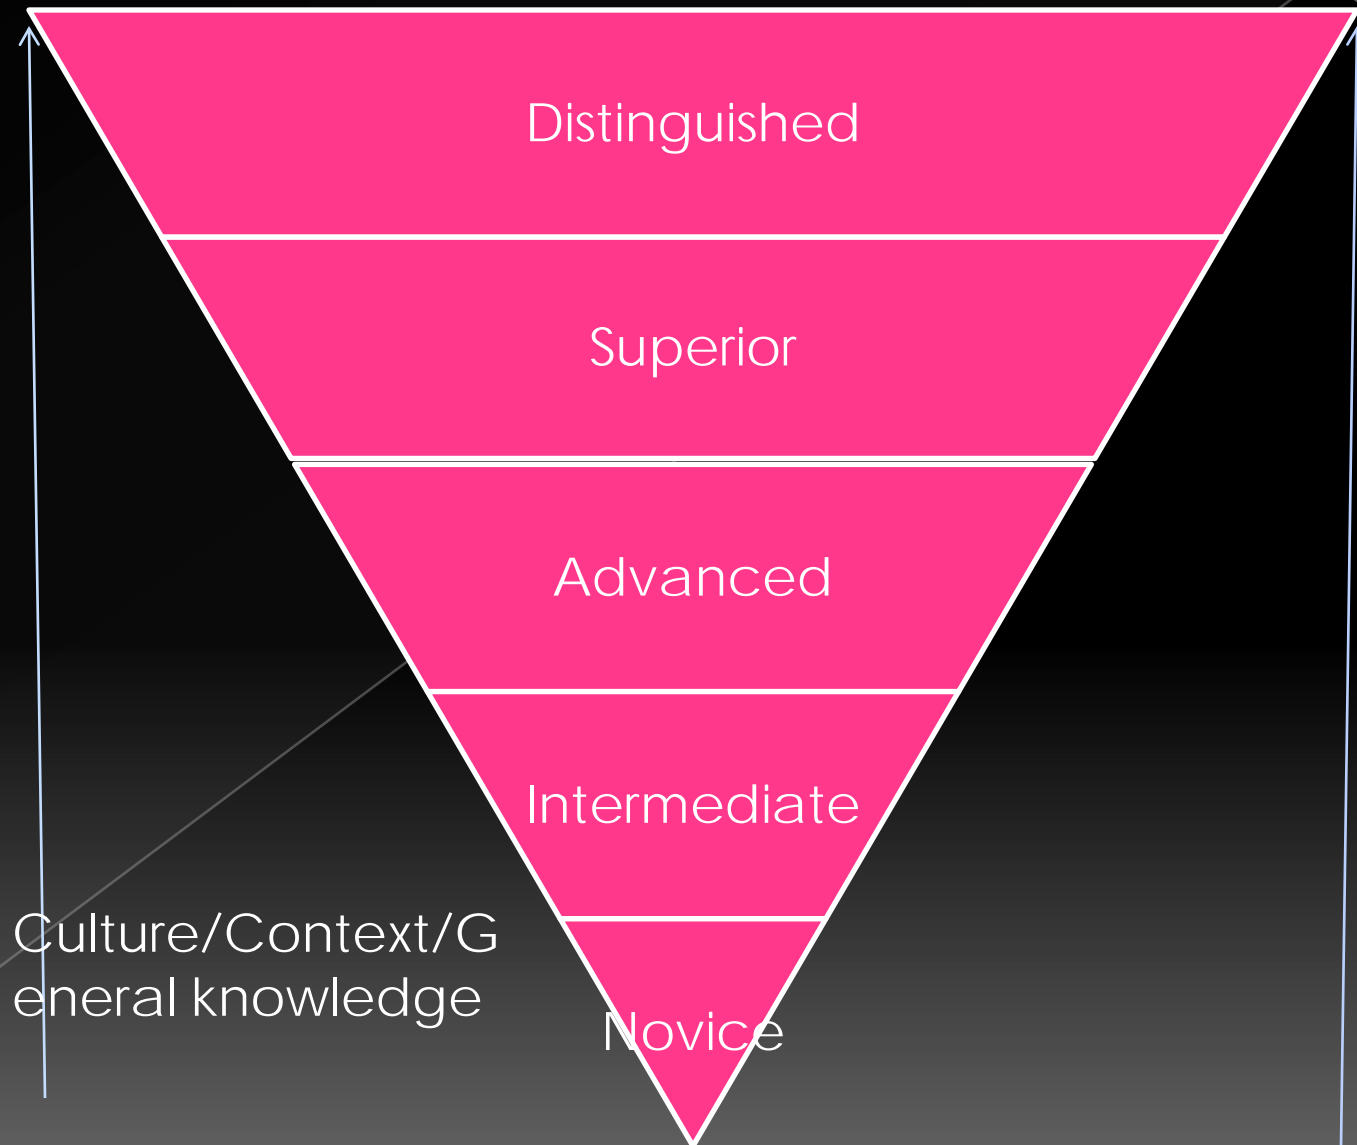 Distinguished
Superior
Advanced
Intermediate
Culture/Context/G
eneral knowledge
Novice